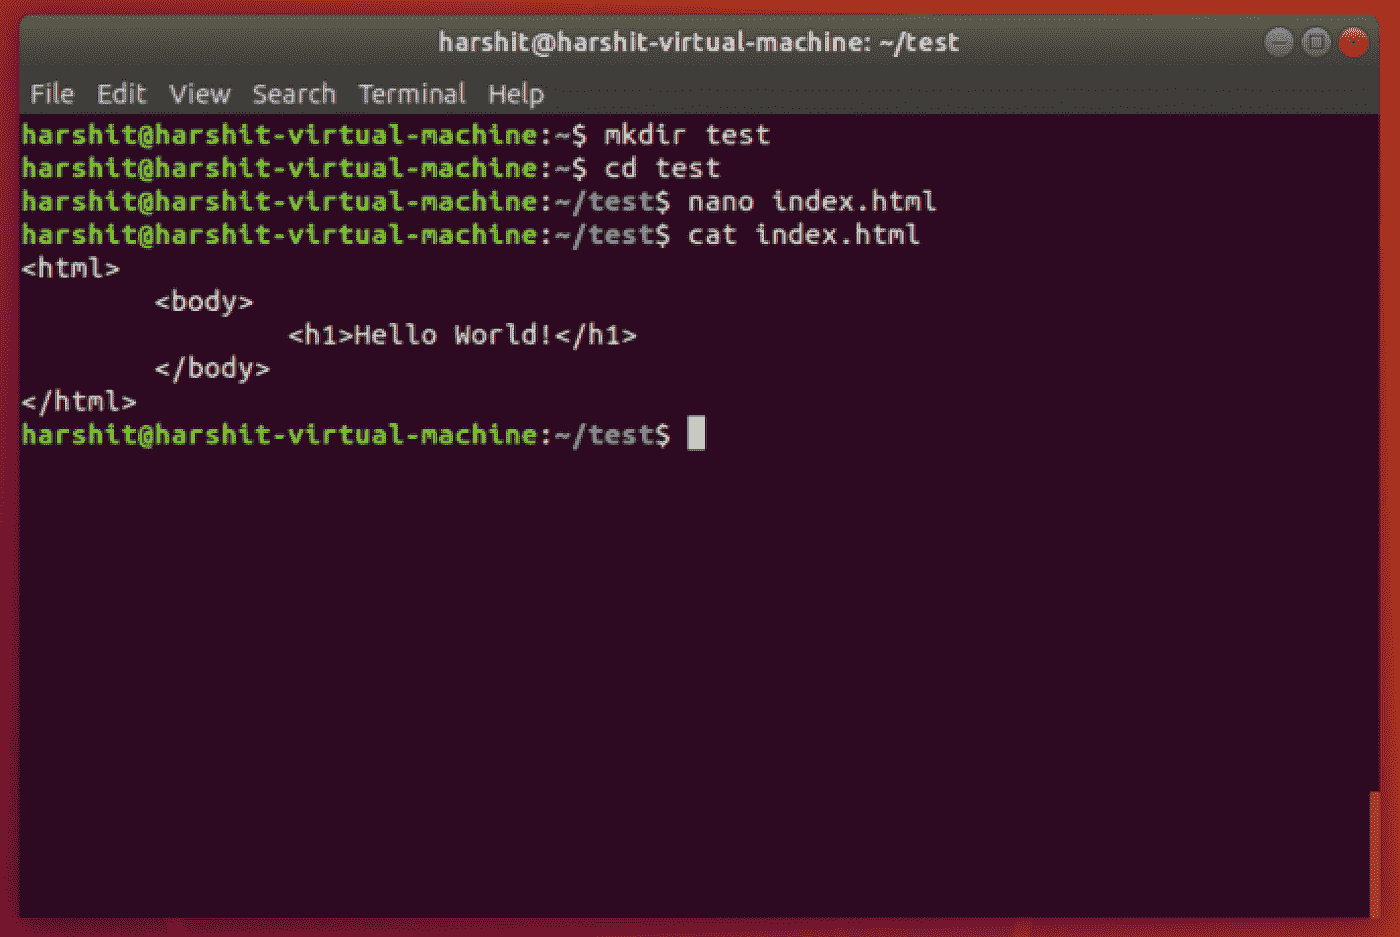 harshit@harshit-virtual-machine: ~/test
File Edit View Search Terminal Help
harshit@harshit-virtual-machine:~$ mkdir test
harshit@harshit-virtual-machine:~$ cd test
harshit@harshit-virtual-machine:~/test$ nano index.html
harshit@harshit-virtual-machine:~/test$ cat index.html
<html>
        <body>
                <h1>Hello World!</h1>
        </body>
</html>
harshit@harshit-virtual-machine:~/test$